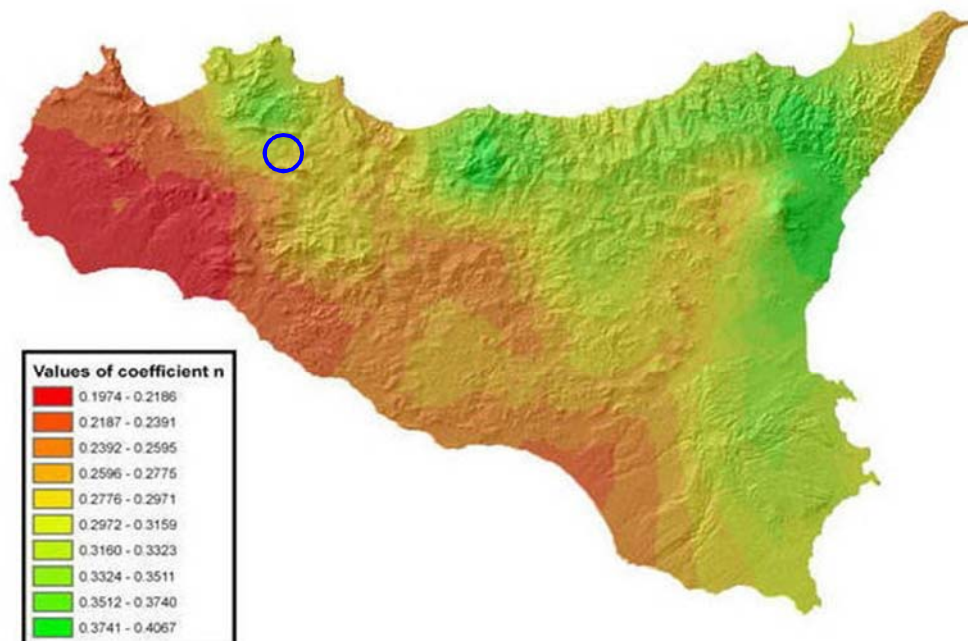 Values of coefficient n
0.1974 - 0.2186
0.2187 - 0.2391
0.2392 - 0.2595
0.2596 - 0.2775
0.2776 - 0.2971
0.2972 - 0.3159
0.3160 - 0.3323
0.3324 - 0.3511
0.3512 - 0.3740
0.3741 - 0.4067